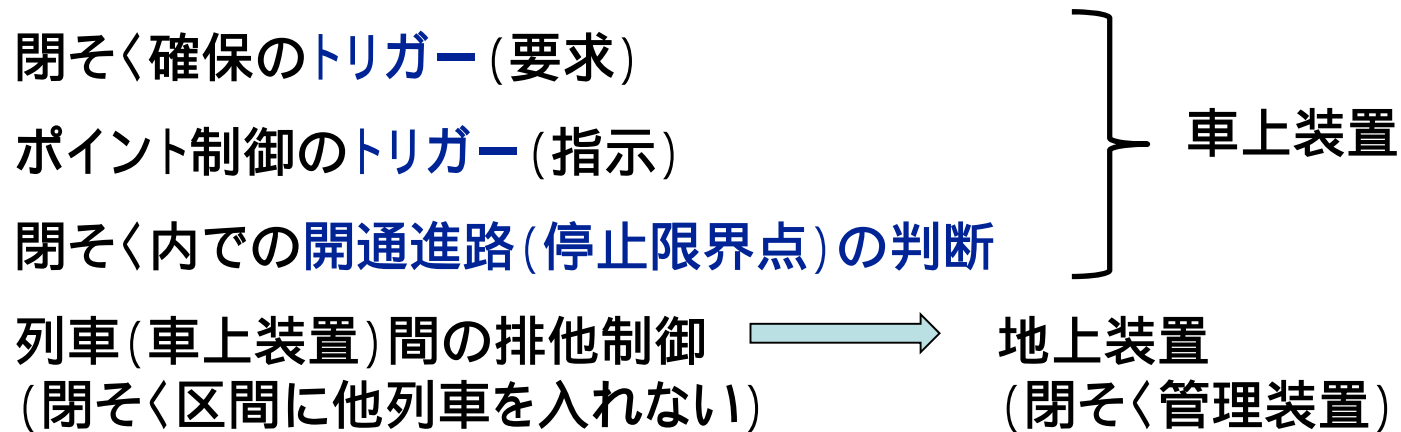 閉そく確保のトリガー(要求)
ポイント制御のトリガー(指示)
車上装置
閉そく内での開通進路(停止限界点)の判断
列車(車上装置)間の排他制御
(閉そく区間に他列車を入れない)
地上装置
(閉そく管理装置)